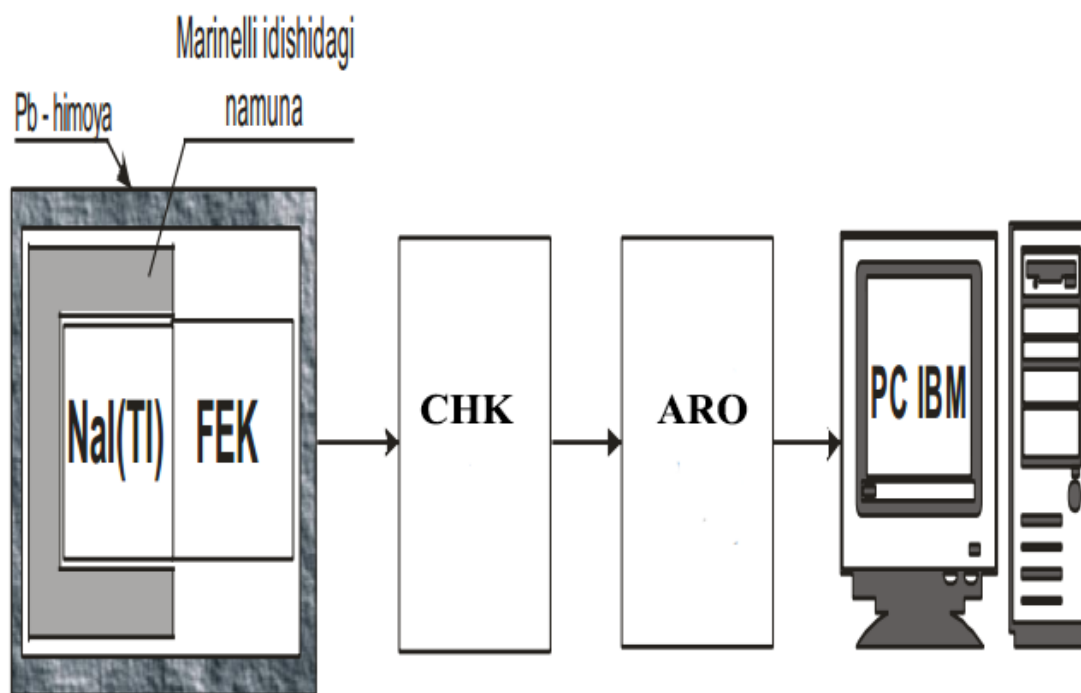 Marinelli idishidagi
namuna
Pb - himoya
NaI(Tl)
FEK
CHK
ARO
PC IBM